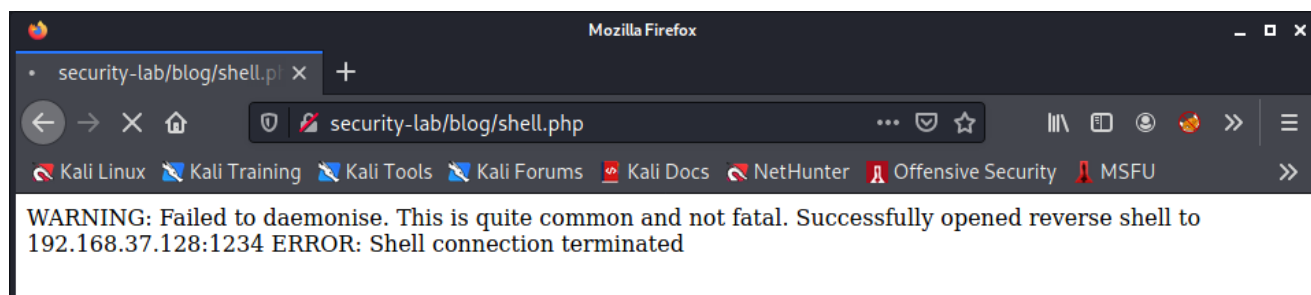 Mozilla Firefox
security-lab/blog/shell.ph
security-lab/blog/shell.php
Kali Linux Kali Training Kali Tools Kali Forums Kali Docs NetHunter Offensive Security MSFU
WARNING: Failed to daemonise. This is quite common and not fatal. Successfully opened reverse shell to
192.168.37.128:1234 ERROR: Shell connection terminated